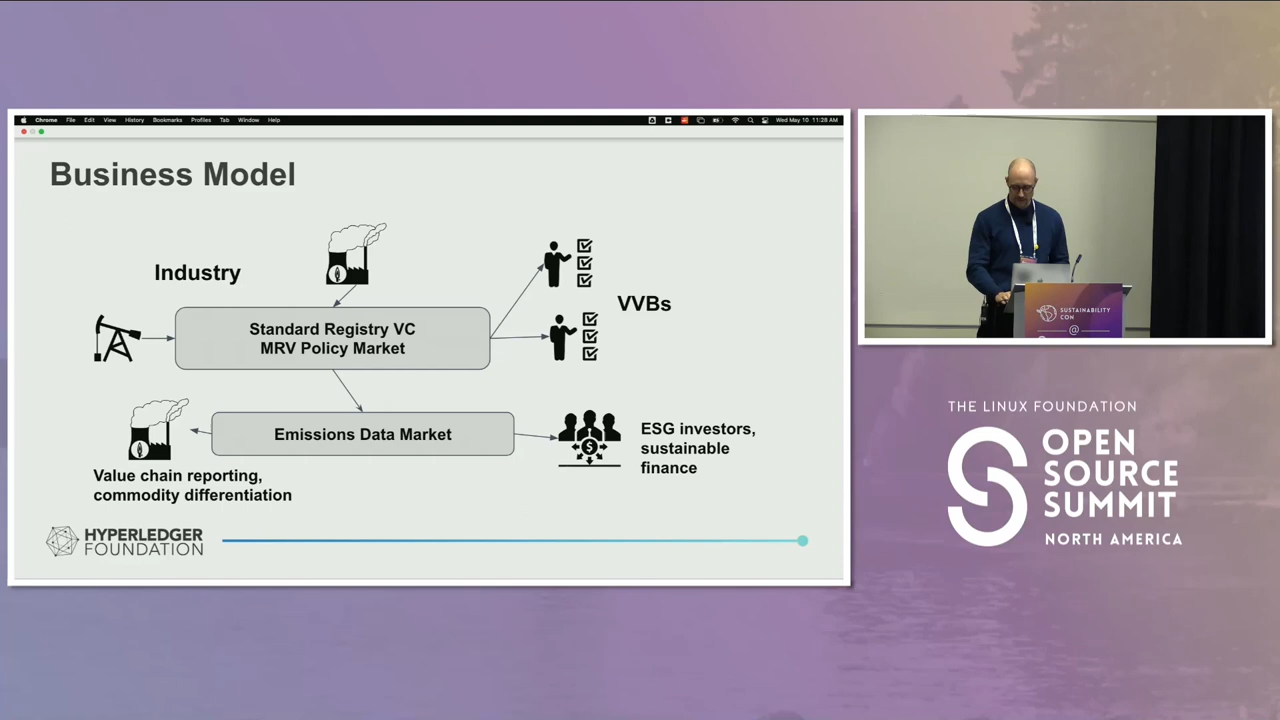 Chrome File Edit View History Bookmarks Profiles Tab Window Help
Wed May 10 11:28 AM
Business Model
Industry
Standard Registry VC
MRV Policy Market
VVBs
Emissions Data Market
ESG investors,
sustainable
finance
Value chain reporting,
commodity differentiation
HYPERLEDGER
FOUNDATION
SUSTAINABILITY
CON
@
THE LINUX FOUNDATION
OPEN
SOURCE
SUMMIT
NORTH AMERICA